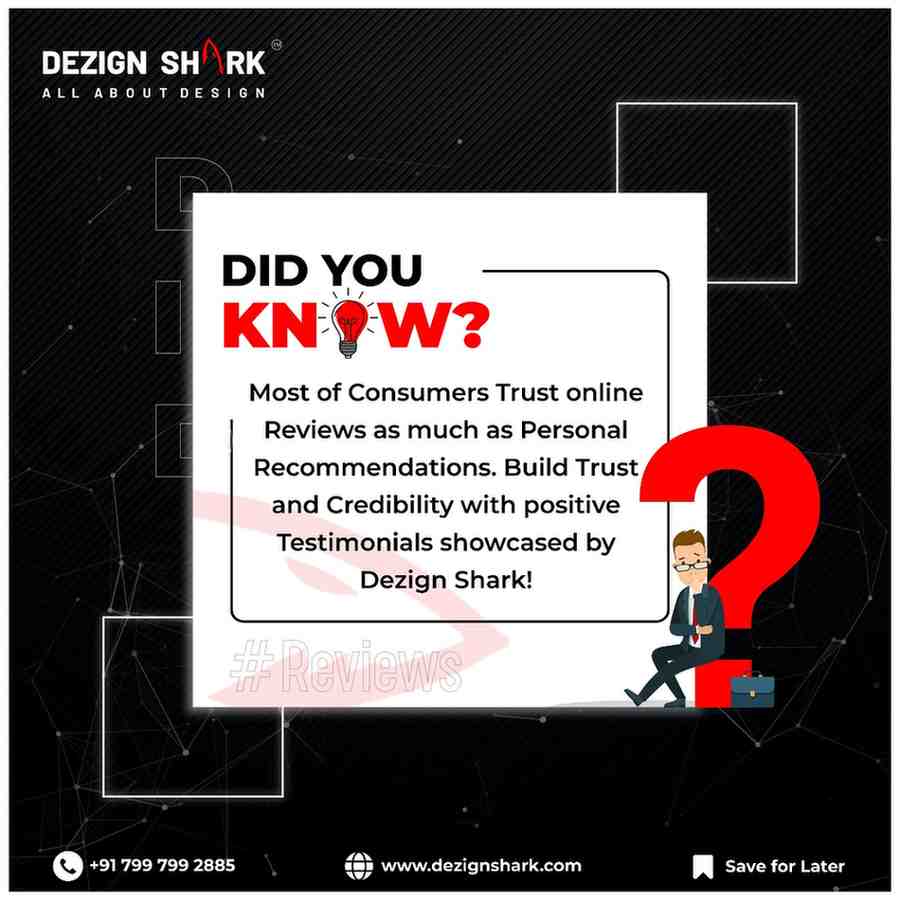 DEZIGN SHARK
TM
ALL ABOUT DESIGN
D
I
DID YOU
KNOW?
Most of Consumers Trust online
Reviews as much as Personal
Recommendations. Build Trust
and Credibility with positive
Testimonials showcased by
Dezign Shark!
#Reviews
+91 799 799 2885
www.dezignshark.com
Save for Later